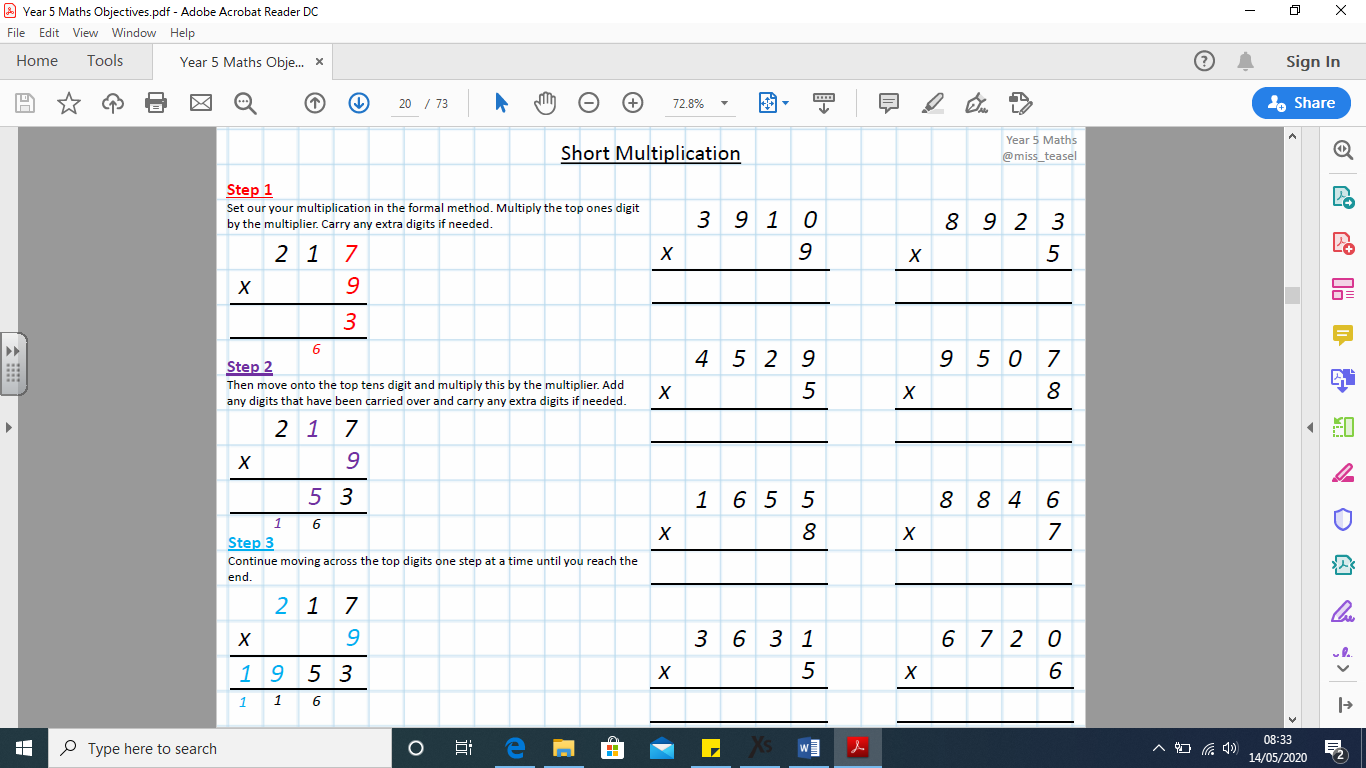 Year 5 Maths Objectives.pdf - Adobe Acrobat Reader DC
File Edit View Window Help
Home Tools Year 5 Maths Obje... × ? Sign In
20 / 73 72.8% Share
Year 5 Maths
@miss_teasel
Short Multiplication
Step 1
Set our your multiplication in the formal method. Multiply the top ones digit
by the multiplier. Carry any extra digits if needed.
2 1 7
x 9
3
6
Step 2
Then move onto the top tens digit and multiply this by the multiplier. Add
any digits that have been carried over and carry any extra digits if needed.
2 1 7
x 9
5 3
1 6
Step 3
Continue moving across the top digits one step at a time until you reach the
end.
2 1 7
x 9
1 9 5 3
1 1 6
3 9 1 0
x 9
8 9 2 3
x 5
4 5 2 9
x 5
9 5 0 7
x 8
1 6 5 5
x 8
8 8 4 6
x 7
3 6 3 1
x 5
6 7 2 0
x 6
Type here to search
08:33
14/05/2020
2